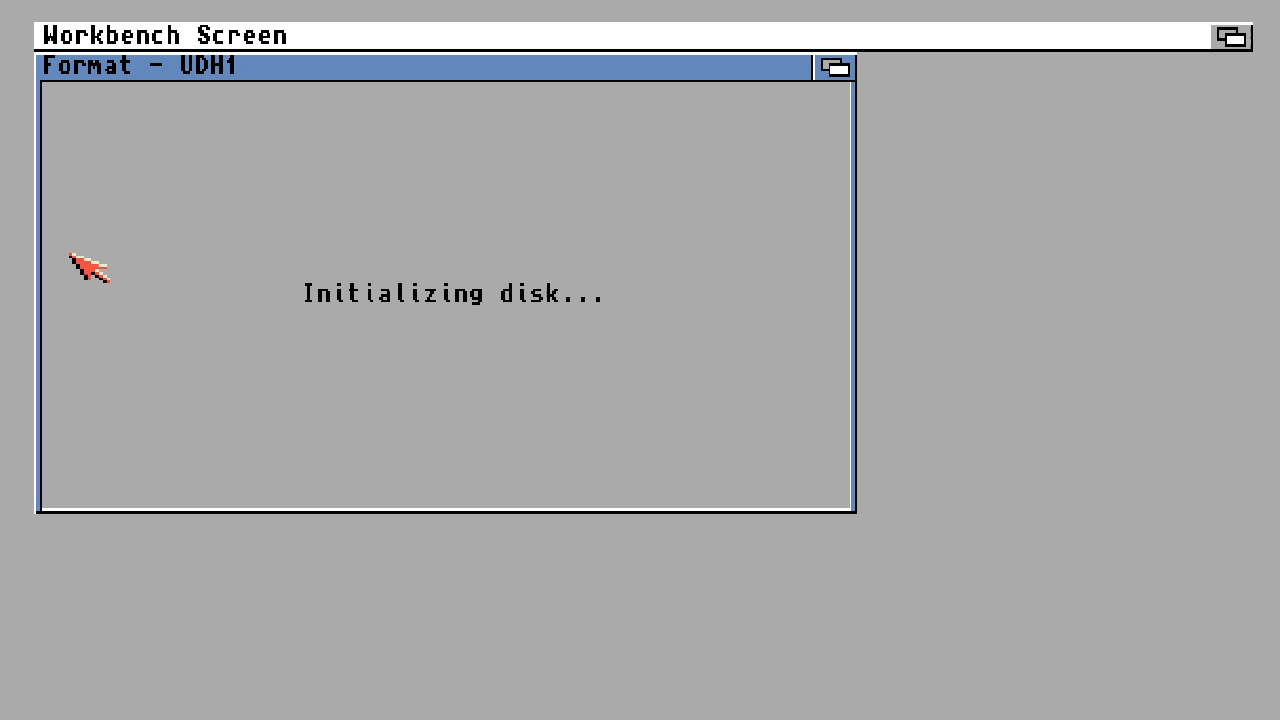 Workbench Screen
Format - UDH1
Initializing disk...